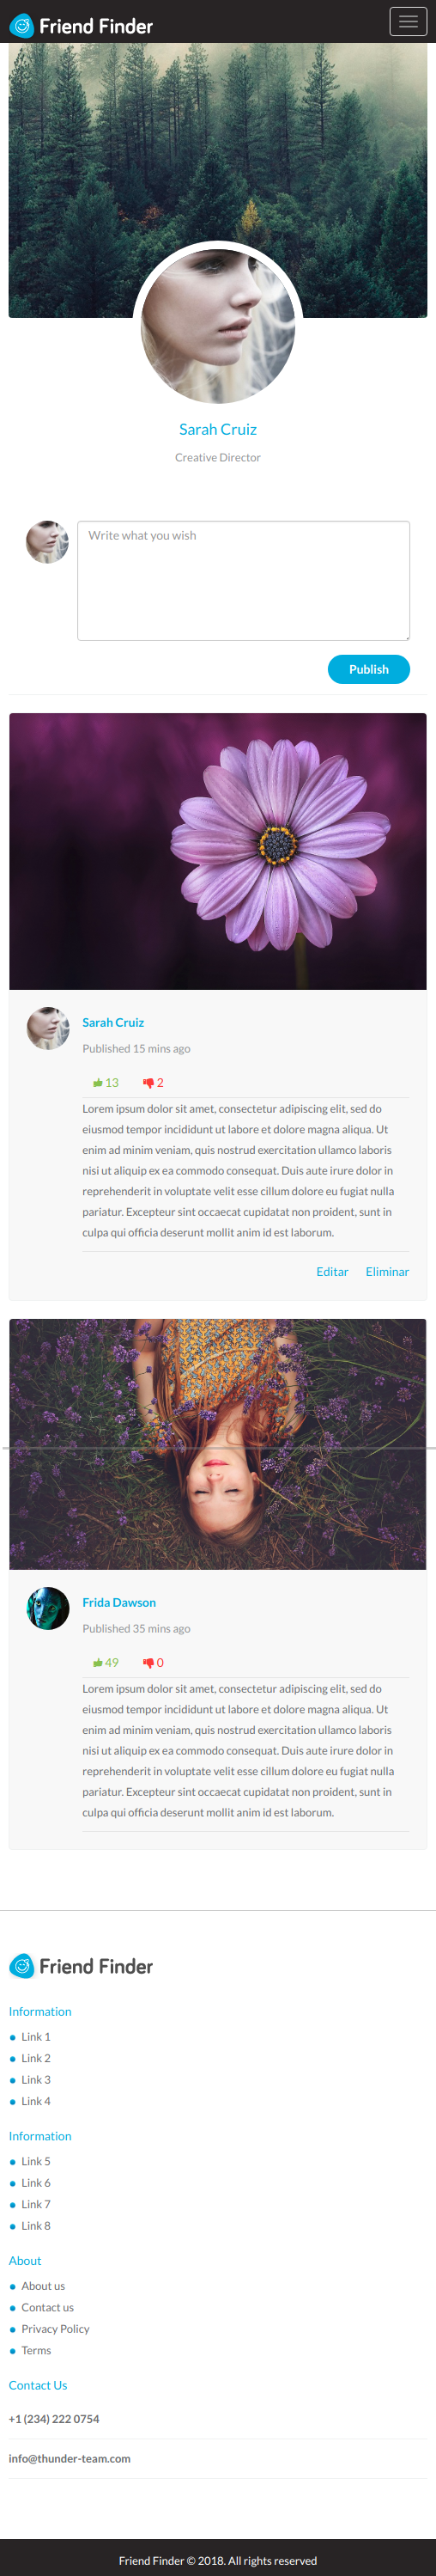 Friend Finder
Sarah Cruiz
Creative Director
Write what you wish
Publish
Sarah Cruiz
Published 15 mins ago
13 2
Lorem ipsum dolor sit amet, consectetur adipiscing elit, sed do
eiusmod tempor incididunt ut labore et dolore magna aliqua. Ut
enim ad minim veniam, quis nostrud exercitation ullamco laboris
nisi ut aliquip ex ea commodo consequat. Duis aute irure dolor in
reprehenderit in voluptate velit esse cillum dolore eu fugiat nulla
pariatur. Excepteur sint occaecat cupidatat non proident, sunt in
culpa qui officia deserunt mollit anim id est laborum.
Editar Eliminar
Frida Dawson
Published 35 mins ago
49 0
Lorem ipsum dolor sit amet, consectetur adipiscing elit, sed do
eiusmod tempor incididunt ut labore et dolore magna aliqua. Ut
enim ad minim veniam, quis nostrud exercitation ullamco laboris
nisi ut aliquip ex ea commodo consequat. Duis aute irure dolor in
reprehenderit in voluptate velit esse cillum dolore eu fugiat nulla
pariatur. Excepteur sint occaecat cupidatat non proident, sunt in
culpa qui officia deserunt mollit anim id est laborum.
Friend Finder
Information
Link 1
Link 2
Link 3
Link 4
Information
Link 5
Link 6
Link 7
Link 8
About
About us
Contact us
Privacy Policy
Terms
Contact Us
+1 (234) 222 0754
info@thunder-team.com
Friend Finder © 2018. All rights reserved